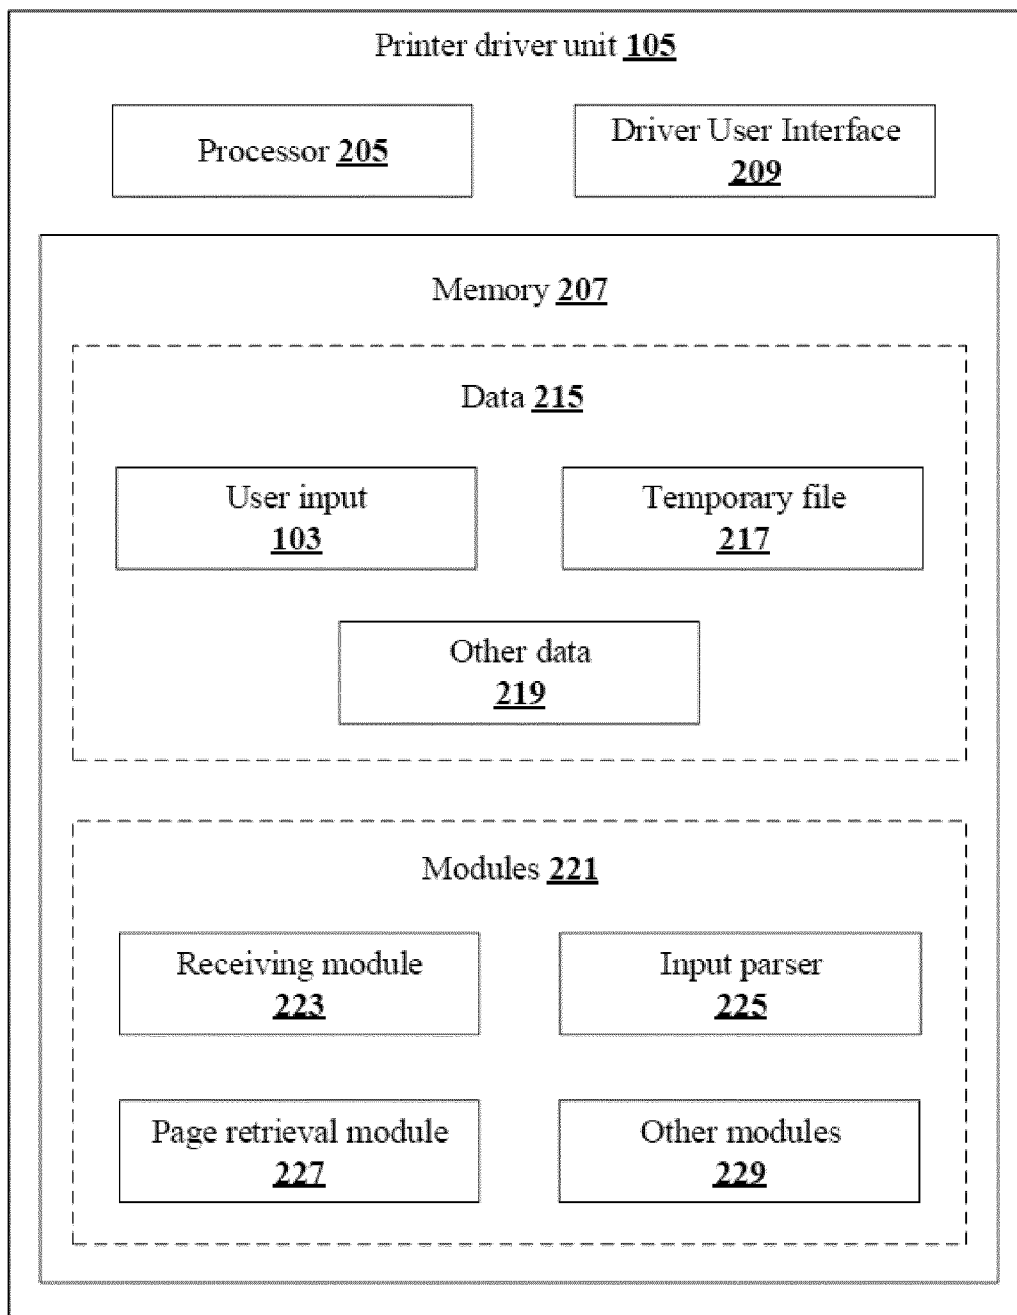 Printer driver unit 105
Processor 205
Driver User Interface
209
Memory 207
Data 215
User input
103
Temporary file
217
Other data
219
Modules 221
Receiving module
223
Input parser
225
Page retrieval module
227
Other modules
229